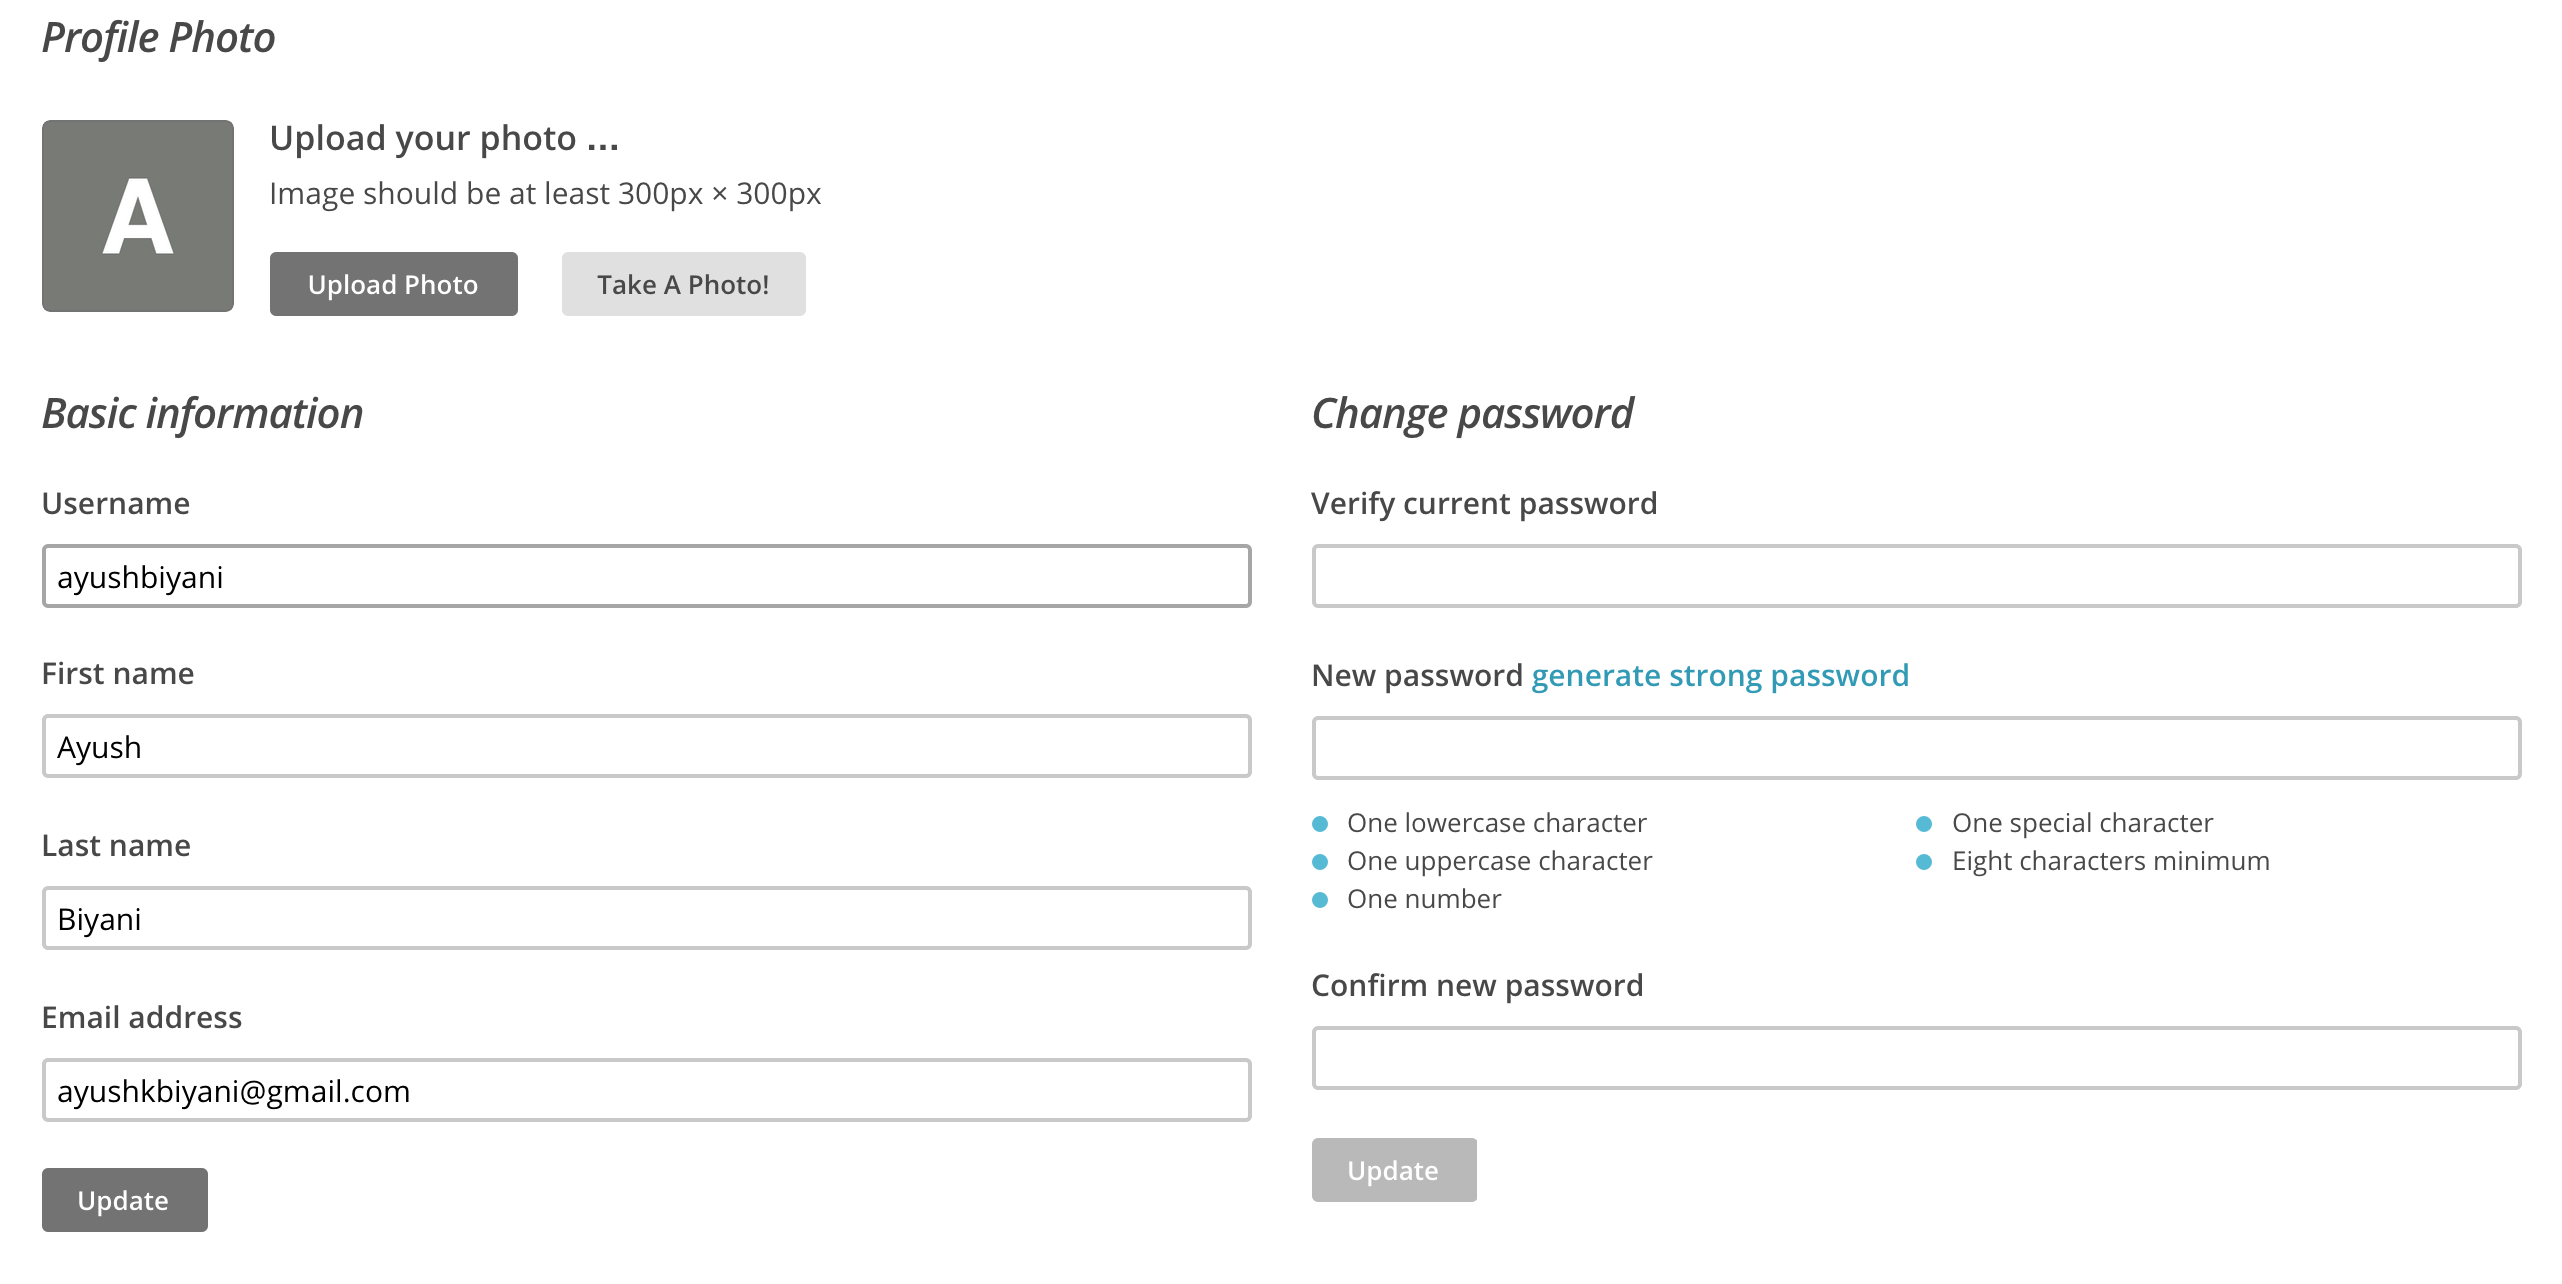 Profile Photo
A
Upload your photo ...
Image should be at least 300px × 300px
Upload Photo
Take A Photo!
Basic information
Username
ayushbiyani
First name
Ayush
Last name
Biyani
Email address
ayushkbiyani@gmail.com
Update
Change password
Verify current password
New password generate strong password
One lowercase character
One uppercase character
One number
One special character
Eight characters minimum
Confirm new password
Update